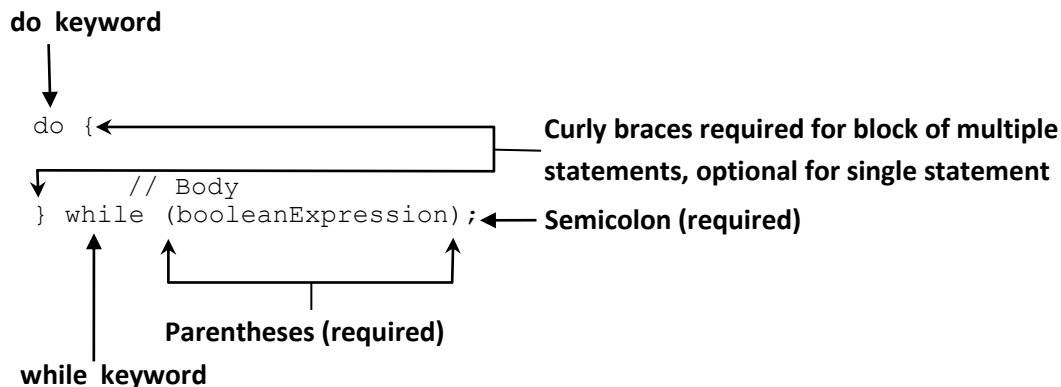 do keyword
do {
Curly braces required for block of multiple
statements, optional for single statement
// Body
} while (booleanExpression);
Semicolon (required)
Parentheses (required)
while keyword